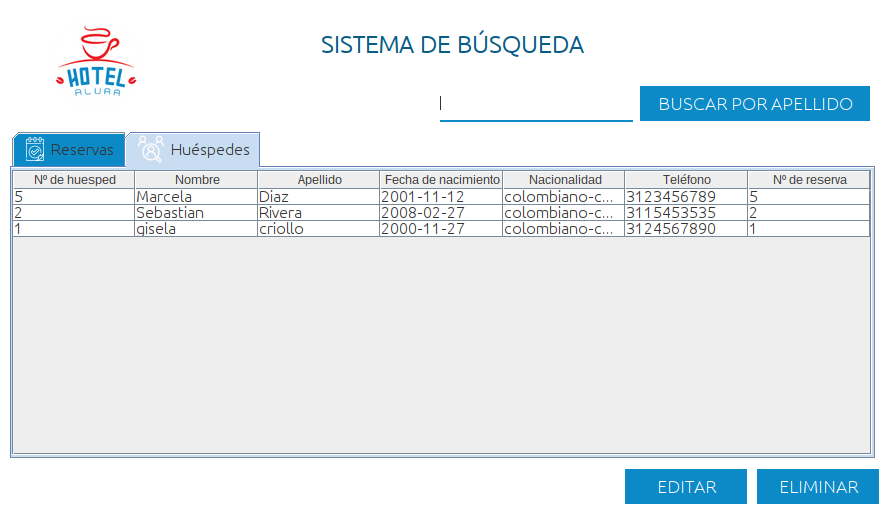 SISTEMA DE BÚSQUEDA
HOTEL
ALURA
BUSCAR POR APELLIDO
Reservas Huéspedes
Nº de huesped Nombre Apellido Fecha de nacimiento Nacionalidad Teléfono Nº de reserva
5 Marcela Diaz 2001-11-12 colombiano-c... 3123456789 5
2 Sebastian Rivera 2008-02-27 colombiano-c... 3115453535 2
1 gisela criollo 2000-11-27 colombiano-c... 3124567890 1
EDITAR ELIMINAR